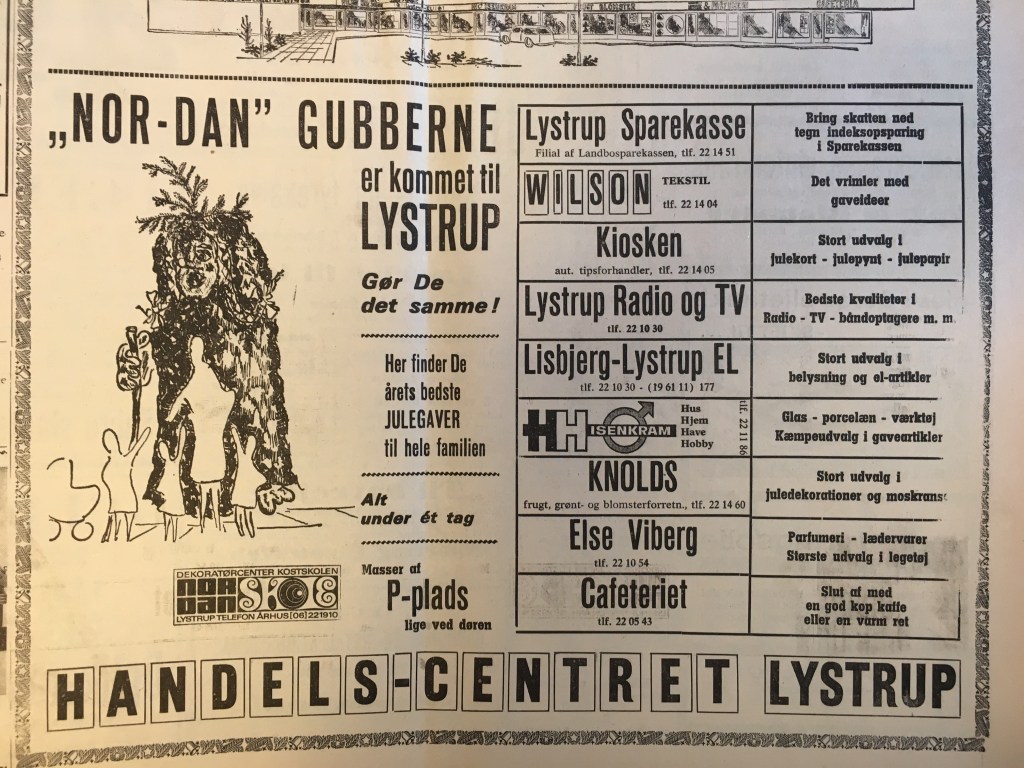 CAFETERIA
„NOR-DAN” GUBBERNE
er kommet til
LYSTRUP
Gør De
det samme!
Her finder De
årets bedste
JULEGAVER
til hele familien
Alt
under ét tag
Masser af
P-plads
lige ved døren
DEKORATØRCENTER KOSTSKOLEN
NOR DAN SKOE
LYSTRUP TELEFON ÅRHUS [06] 221910
Lystrup Sparekasse
Filial af Landbosparekassen, tlf. 22 14 51
Bring skatten ned
tegn indeksopsparing
i Sparekassen
WILSON TEKSTIL
tlf. 22 14 04
Det vrimler med
gaveideer
Kiosken
aut. tipsforhandler, tlf. 22 14 05
Stort udvalg i
julekort - julepynt - julepapir
Lystrup Radio og TV
tlf. 22 10 30
Bedste kvaliteter i
Radio - TV - båndoptagere m. m.
Lisbjerg-Lystrup EL
tlf. 22 10 30 - (19 61 11) 177
Stort udvalg i
belysning og el-artikler
HH ISENKRAM
Hus
Hjem
Have
Hobby
tlf. 22 11 86
Glas - porcelæn - værktøj
Kæmpeudvalg i gaveartikler
KNOLDS
frugt, grønt- og blomsterforretn., tlf. 22 14 60
Stort udvalg i
juledekorationer og moskranse
Else Viberg
tlf. 22 10 54
Parfumeri - lædervarer
Største udvalg i legetøj
Cafeteriet
tlf. 22 05 43
Slut af med
en god kop kaffe
eller en varm ret
HANDELS-CENTRET LYSTRUP